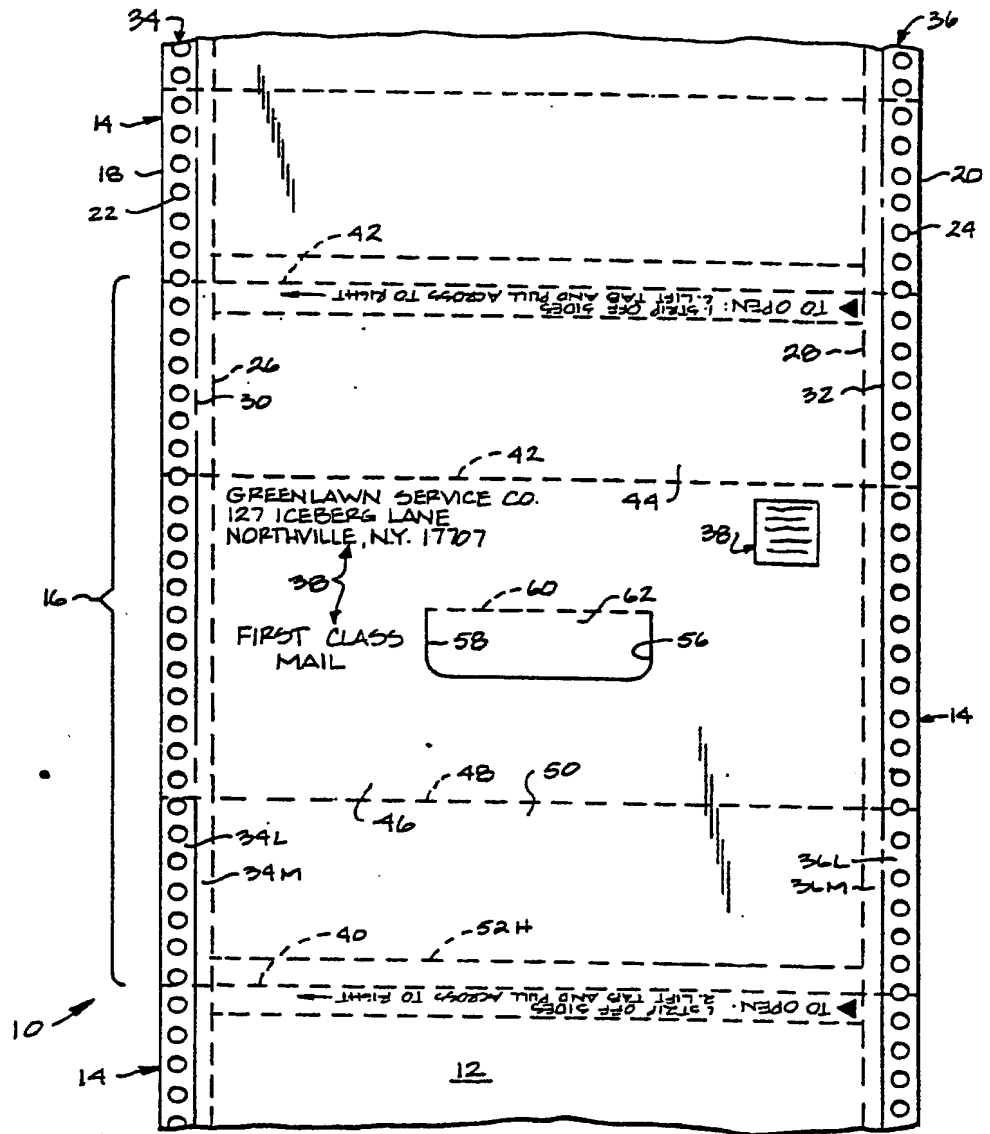 34
36
14
18
22
20
24
42
TO OPEN: 1. STRIP OFF SIDES
2. LIFT TAB AND PULL ACROSS TO RIGHT
26
28
30
32
42
44
GREENLAWN SERVICE CO.
127 ICEBERG LANE
NORTHVILLE, N.Y. 17707
38L
38
16
60
62
58
56
FIRST CLASS
MAIL
14
48
50
46
34L
34M
36L
36M
40
52H
TO OPEN. 1. STRIP OFF SIDES
2. LIFT TAB AND PULL ACROSS TO RIGHT
10
14
12